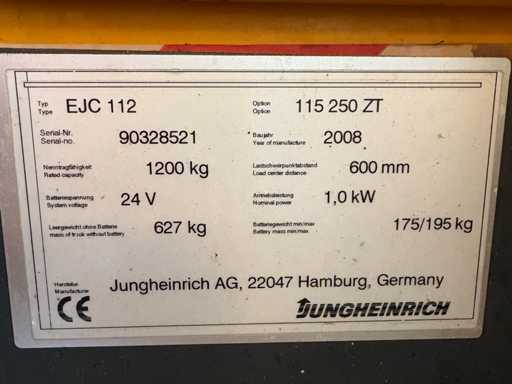 Typ EJC 112 Option 115 250 ZT
Type Option
Serial-Nr. 90328521 Baujahr 2008
Serial-no. Year of manufacture
Nenntragfähigkeit 1200 kg Lastschwerpunktabstand 600 mm
Rated capacity Load center distance
Batteriespannung 24 V Antriebsleistung 1,0 kW
System voltage Nominal power
Leergewicht ohne Batterie 627 kg Batteriegewicht min/max 175/195 kg
mass of truck without battery Battery mass min/max
Hersteller Jungheinrich AG, 22047 Hamburg, Germany
Manufacturer
CE JUNGHEINRICH